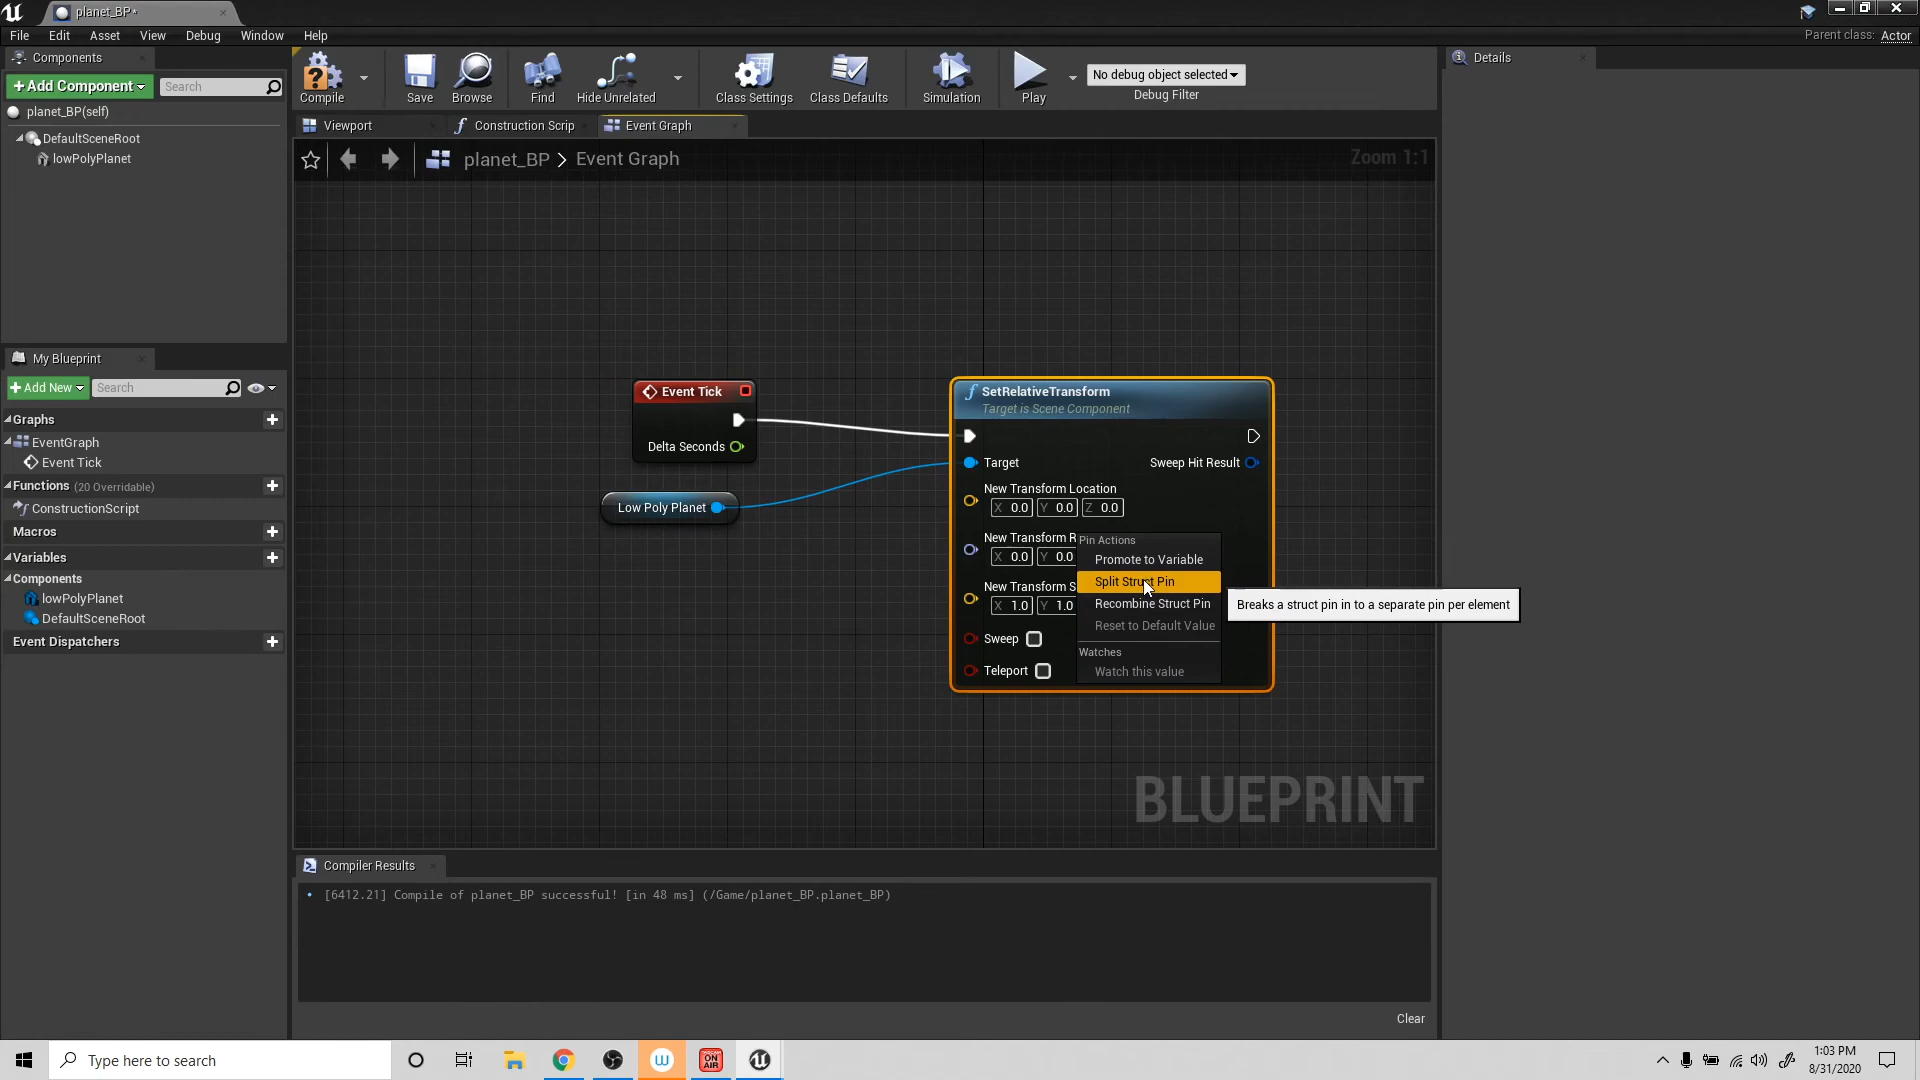 planet_BP*
File Edit Asset View Debug Window Help
Parent class: Actor
Components
+Add Component
Search
planet_BP(self)
DefaultSceneRoot
lowPolyPlanet
My Blueprint
+Add New
Search
Graphs
EventGraph
Event Tick
Functions (20 Overridable)
ConstructionScript
Macros
Variables
Components
lowPolyPlanet
DefaultSceneRoot
Event Dispatchers
Compile
Save
Browse
Find
Hide Unrelated
Class Settings
Class Defaults
Simulation
Play
No debug object selected
Debug Filter
Viewport
Construction Scrip
Event Graph
planet_BP > Event Graph
Zoom 1:1
Event Tick
Delta Seconds
Low Poly Planet
SetRelativeTransform
Target is Scene Component
Target
Sweep Hit Result
New Transform Location
X 0.0 Y 0.0 Z 0.0
New Transform R
X 0.0 Y 0.0
New Transform S
X 1.0 Y 1.0
Sweep
Teleport
Pin Actions
Promote to Variable
Split Struct Pin
Recombine Struct Pin
Reset to Default Value
Watches
Watch this value
Breaks a struct pin in to a separate pin per element
BLUEPRINT
Details
Compiler Results
[6412.21] Compile of planet_BP successful! [in 48 ms] (/Game/planet_BP.planet_BP)
Clear
Type here to search
ON AIR
1:03 PM
8/31/2020